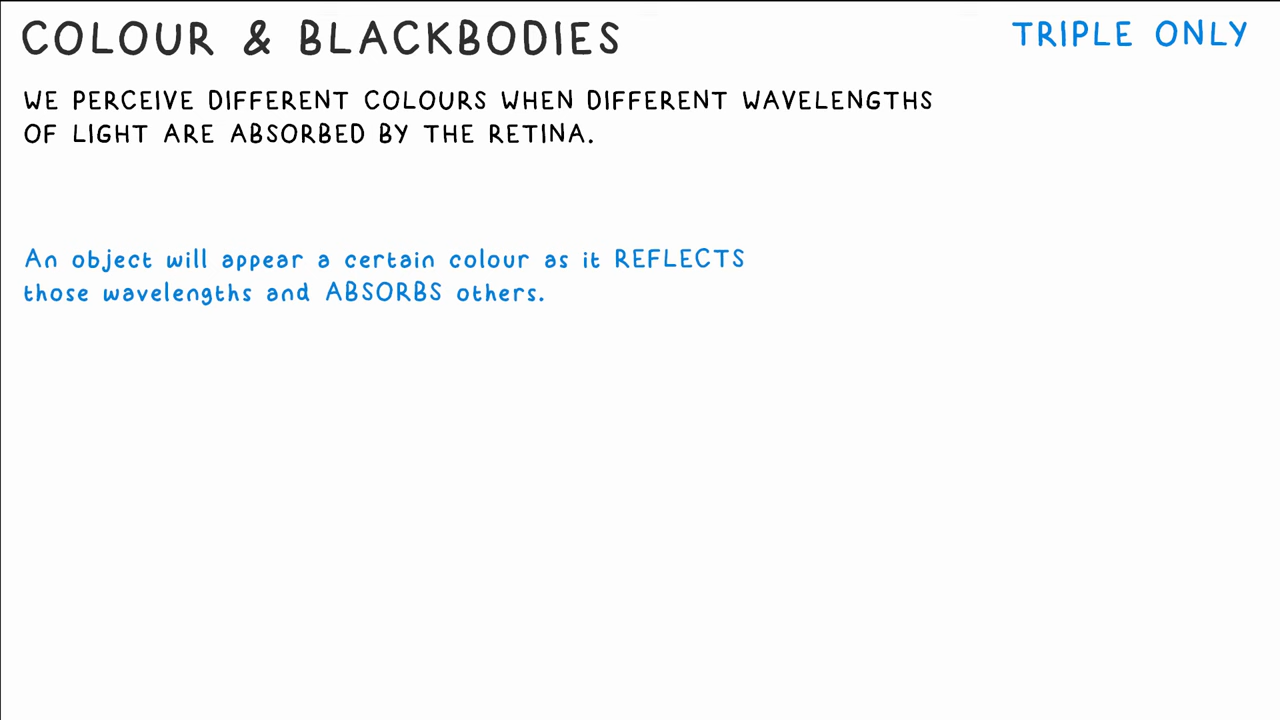 COLOUR & BLACKBODIES
TRIPLE ONLY
WE PERCEIVE DIFFERENT COLOURS WHEN DIFFERENT WAVELENGTHS
OF LIGHT ARE ABSORBED BY THE RETINA.
An object will appear a certain colour as it REFLECTS
those wavelengths and ABSORBS others.